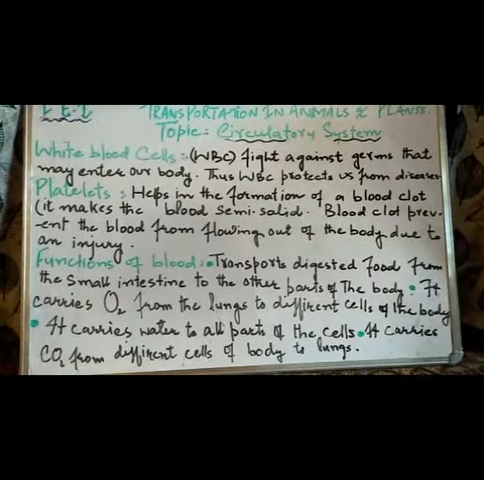 TRANSPORTATION IN ANIMALS & PLANTS
Topic:- Circulatory System
White blood Cells:- (WBC) fight against germs that
may enter our body. Thus WBC protects us from diseases
Platelets : Helps in the formation of a blood clot
(it makes the blood semi-solid. Blood clot prev-
ent the blood from flowing out of the body due to
an injury.
Functions of blood:- • Transports digested food from
the small intestine to the other parts of the body • It
carries O2 from the lungs to diffirent cells of the body
• It carries water to all parts of the cells • It carries
CO2 from diffirent cells of body to lungs.